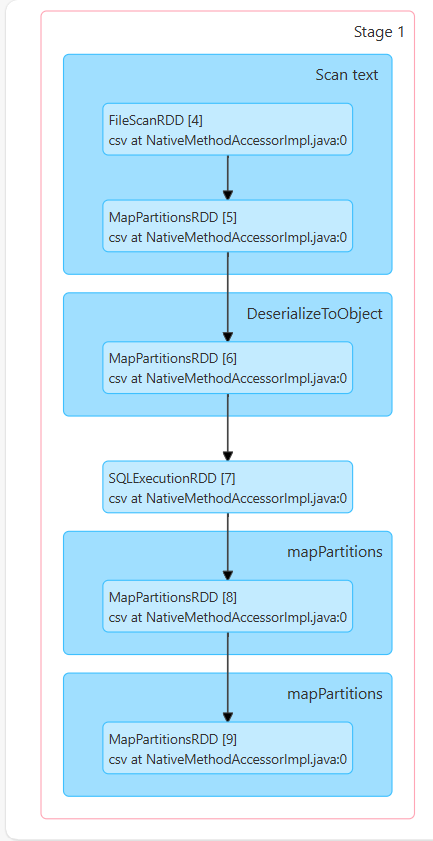 Stage 1
Scan text
FileScanRDD [4]
csv at NativeMethodAccessorImpl.java:0
MapPartitionsRDD [5]
csv at NativeMethodAccessorImpl.java:0
DeserializeToObject
MapPartitionsRDD [6]
csv at NativeMethodAccessorImpl.java:0
SQLExecutionRDD [7]
csv at NativeMethodAccessorImpl.java:0
mapPartitions
MapPartitionsRDD [8]
csv at NativeMethodAccessorImpl.java:0
mapPartitions
MapPartitionsRDD [9]
csv at NativeMethodAccessorImpl.java:0